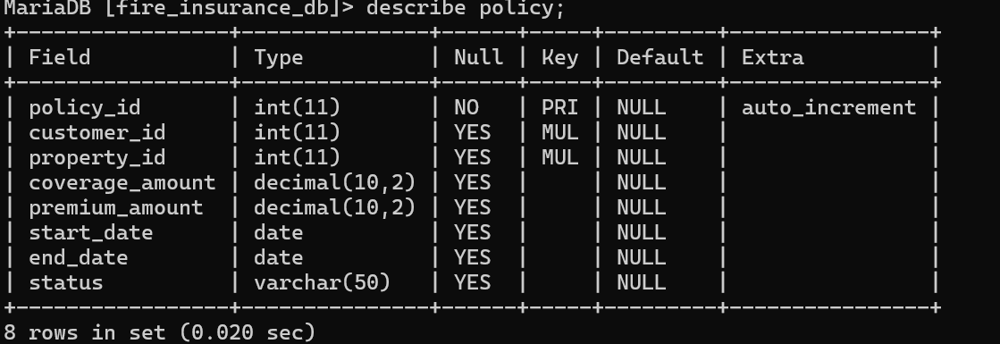 MariaDB [fire_insurance_db]> describe policy;
+-----------------+---------------+------+-----+---------+----------------+
| Field           | Type          | Null | Key | Default | Extra          |
+-----------------+---------------+------+-----+---------+----------------+
| policy_id       | int(11)       | NO   | PRI | NULL    | auto_increment |
| customer_id     | int(11)       | YES  | MUL | NULL    |                |
| property_id     | int(11)       | YES  | MUL | NULL    |                |
| coverage_amount | decimal(10,2) | YES  |     | NULL    |                |
| premium_amount  | decimal(10,2) | YES  |     | NULL    |                |
| start_date      | date          | YES  |     | NULL    |                |
| end_date        | date          | YES  |     | NULL    |                |
| status          | varchar(50)   | YES  |     | NULL    |                |
+-----------------+---------------+------+-----+---------+----------------+
8 rows in set (0.020 sec)